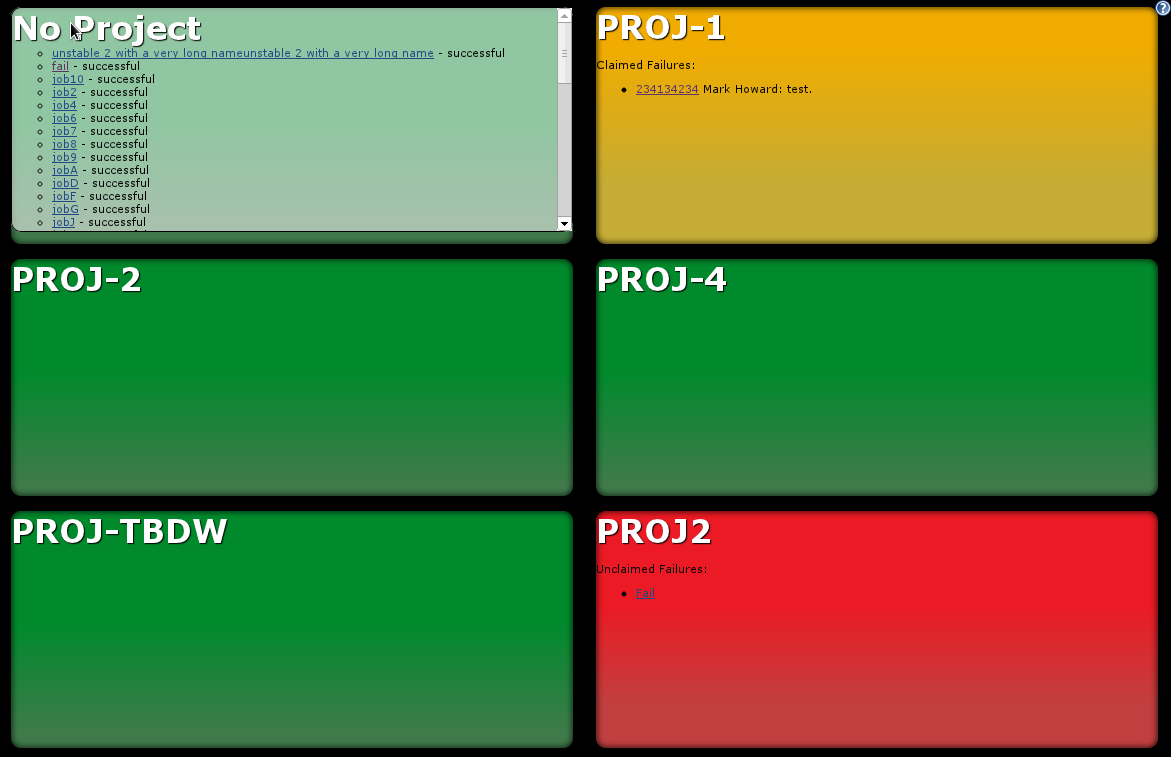 No Project
unstable 2 with a very long nameunstable 2 with a very long name - successful
fail - successful
job10 - successful
job2 - successful
job4 - successful
job6 - successful
job7 - successful
job8 - successful
job9 - successful
jobA - successful
jobD - successful
jobF - successful
jobG - successful
jobJ - successful
PROJ-1
?
Claimed Failures:
234134234 Mark Howard: test.
PROJ-2
PROJ-4
PROJ-TBDW
PROJ2
Unclaimed Failures:
Fail